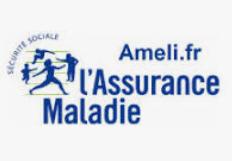 SÉCURITÉ SOCIALE
Ameli.fr
l'Assurance
Maladie